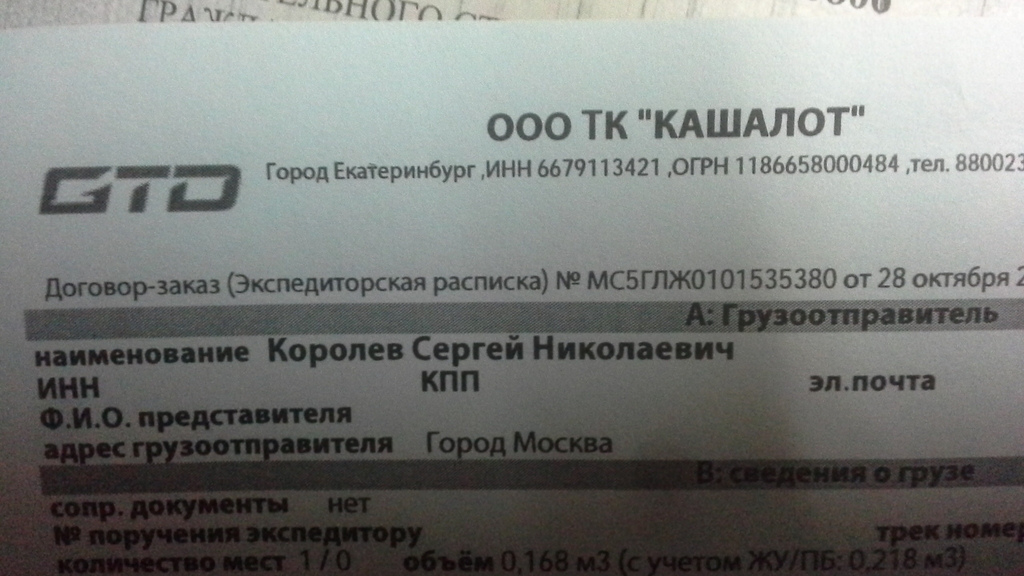 ООО ТК "КАШАЛОТ"
GTD
Город Екатеринбург ,ИНН 6679113421 ,ОГРН 1186658000484 ,тел. 880023
Договор-заказ (Экспедиторская расписка) № МС5ГЛЖ0101535380 от 28 октября 2
А: Грузоотправитель
наименование Королев Сергей Николаевич
ИНН КПП эл.почта
Ф.И.О. представителя
адрес грузоотправителя Город Москва
В: сведения о грузе
сопр. документы нет
№ поручения экспедитору трек номер
количество мест 1 / 0 объём 0,168 м3 (с учетом ЖУ/ПБ: 0,218 м3)